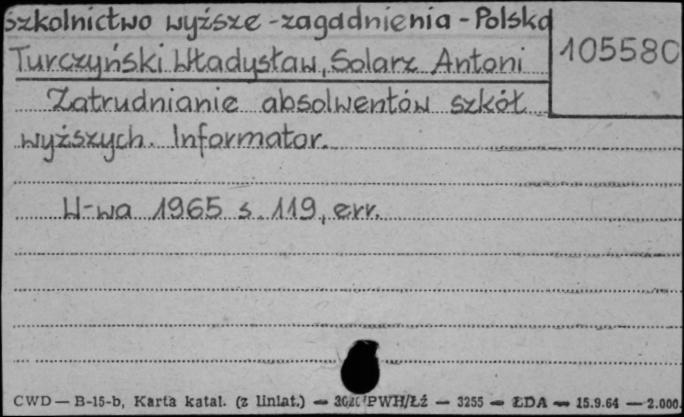 szkolnictwo wyższe - zagadnienia - Polska
105580
Turczyński Władysław, Solarz Antoni
Zatrudnianie absolwentów szkół
wyższych. Informator.
W-wa 1965 s. 119, err.
CWD — B-15-b, Karta katal. (z liniat.) — PWH/Łź — 3255 — ŁDA — 15.9.64 — 2.000.